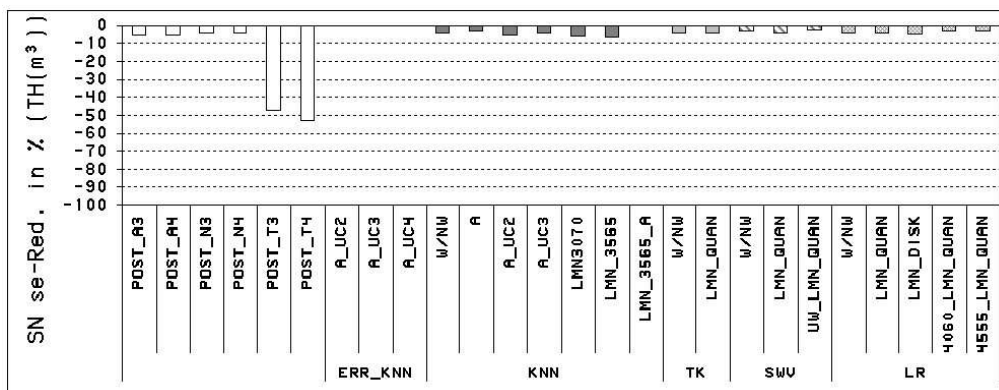 SN se-Red. in % (TH(m³))
0
-10
-20
-30
-40
-50
-60
-70
-80
-90
-100
POST_A3
POST_A4
POST_N3
POST_N4
POST_T3
POST_T4
A_UC2
A_UC3
A_UC4
W/NW
A
A_UC2
A_UC3
LMN3070
LMN_3565
LMN_3565_A
W/NW
LMN_QUAN
W/NW
LMN_QUAN
UW_LMN_QUAN
W/NW
LMN_QUAN
LMN_DISK
4060_LMN_QUAN
4555_LMN_QUAN
ERR_KNN
KNN
TK
SWV
LR